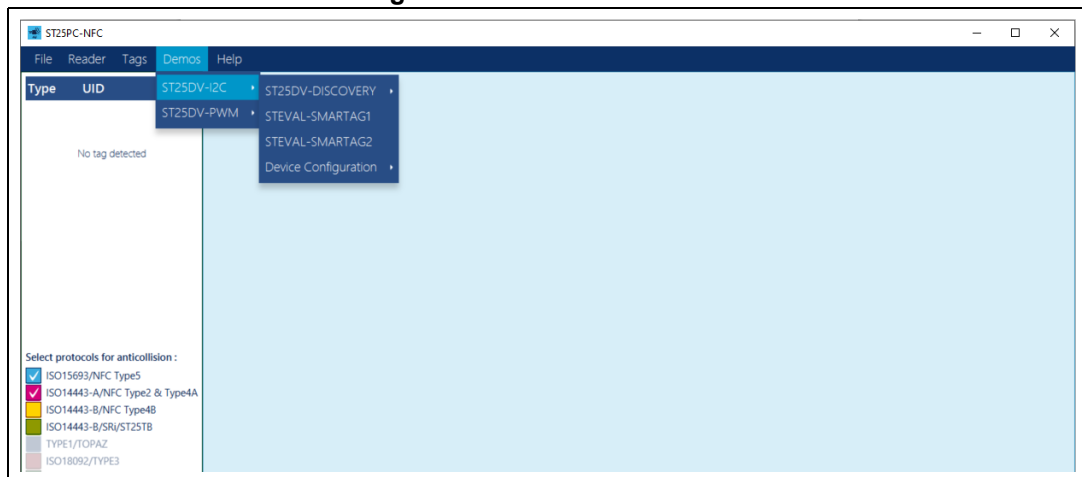 ST25PC-NFC
File Reader Tags Demos Help
Type UID
ST25DV-I2C
ST25DV-PWM
ST25DV-DISCOVERY
STEVAL-SMARTAG1
STEVAL-SMARTAG2
Device Configuration
No tag detected
Select protocols for anticollision :
ISO15693/NFC Type5
ISO14443-A/NFC Type2 & Type4A
ISO14443-B/NFC Type4B
ISO14443-B/SRi/ST25TB
TYPE1/TOPAZ
ISO18092/TYPE3